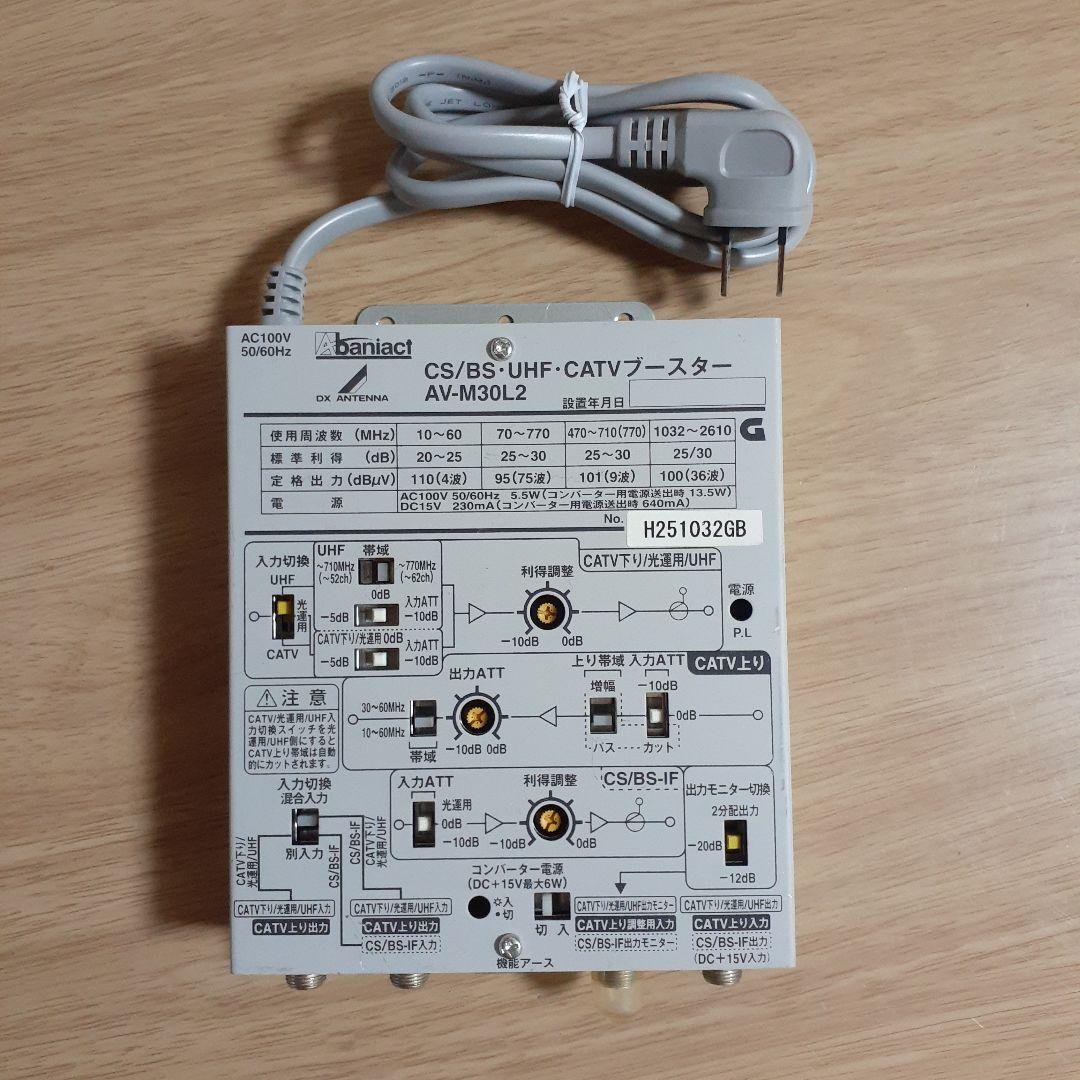 2012 -F- (N.M)
JET
AC100V
50/60Hz
Abaniact
DX ANTENNA
CS/BS・UHF・CATVブースター
AV-M30L2
設置年月日
使用周波数 (MHz) 10～60 70～770 470～710(770) 1032～2610
標準利得 (dB) 20～25 25～30 25～30 25/30
定格出力 (dBμV) 110(4波) 95(75波) 101(9波) 100(36波)
電源 AC100V 50/60Hz 5.5W(コンバーター用電源送出時 13.5W)
DC15V 230mA(コンバーター用電源送出時 640mA)
G
No. H251032GB
入力切換
UHF
光運用
CATV
UHF 帯域
～710MHz
(～52ch)
～770MHz
(～62ch)
0dB
入力ATT
-5dB
-10dB
CATV下り/光運用 0dB
入力ATT
-5dB
-10dB
利得調整
-10dB 0dB
CATV下り/光運用/UHF
電源
P.L
注意
CATV/光運用/UHF入
力切換スイッチを光
運用/UHF側にすると
CATV上り帯域は自動
的にカットされます。
出力ATT
30～60MHz
10～60MHz
帯域
-10dB 0dB
上り帯域
増幅
パス
カット
入力ATT
-10dB
0dB
CATV上り
入力切換
混合入力
別入力
CATV下り/
光運用/UHF
CS/BS-IF
CS/BS-IF
CATV下り/
光運用/UHF
入力ATT
光運用
0dB
-10dB
利得調整
-10dB 0dB
CS/BS-IF
出力モニター切換
2分配出力
-20dB
-12dB
コンバーター電源
(DC+15V最大6W)
入
切
切 入
CATV下り/光運用/UHF入力
CATV上り出力
CATV下り/光運用/UHF入力
CATV上り出力
CS/BS-IF入力
CATV下り/光運用/UHF出力モニター
CATV上り調整用入力
CS/BS-IF出力モニター
CATV下り/光運用/UHF出力
CATV上り入力
CS/BS-IF出力
(DC+15V入力)
機能アース